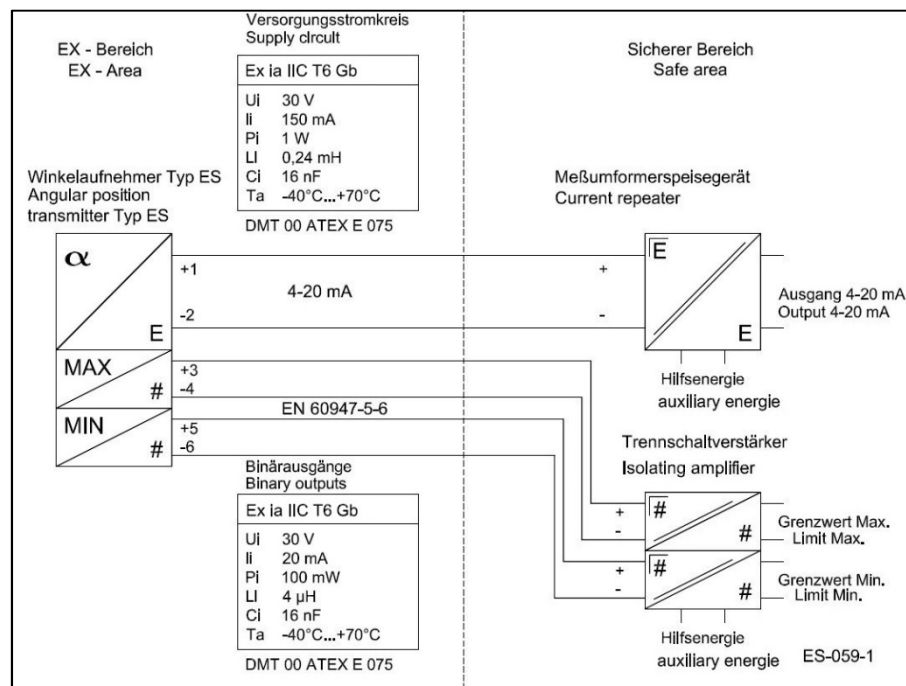 EX - Bereich
EX - Area
Versorgungsstromkreis
Supply circuit
Sicherer Bereich
Safe area
Ex ia IIC T6 Gb
Ui 30 V
Ii 150 mA
Pi 1 W
LI 0,24 mH
Ci 16 nF
Ta -40°C...+70°C
DMT 00 ATEX E 075
Winkelaufnehmer Typ ES
Angular position
transmitter Typ ES
Meßumformerspeisegerät
Current repeater
α
E
+1
-2
4-20 mA
+
-
E
E
Ausgang 4-20 mA
Output 4-20 mA
Hilfsenergie
auxiliary energie
MAX
#
+3
-4
MIN
#
+5
-6
EN 60947-5-6
Trennschaltverstärker
Isolating amplifier
Binärausgänge
Binary outputs
Ex ia IIC T6 Gb
Ui 30 V
Ii 20 mA
Pi 100 mW
LI 4 µH
Ci 16 nF
Ta -40°C...+70°C
DMT 00 ATEX E 075
+
-
#
#
Grenzwert Max.
Limit Max.
+
-
#
#
Grenzwert Min.
Limit Min.
Hilfsenergie
auxiliary energie
ES-059-1